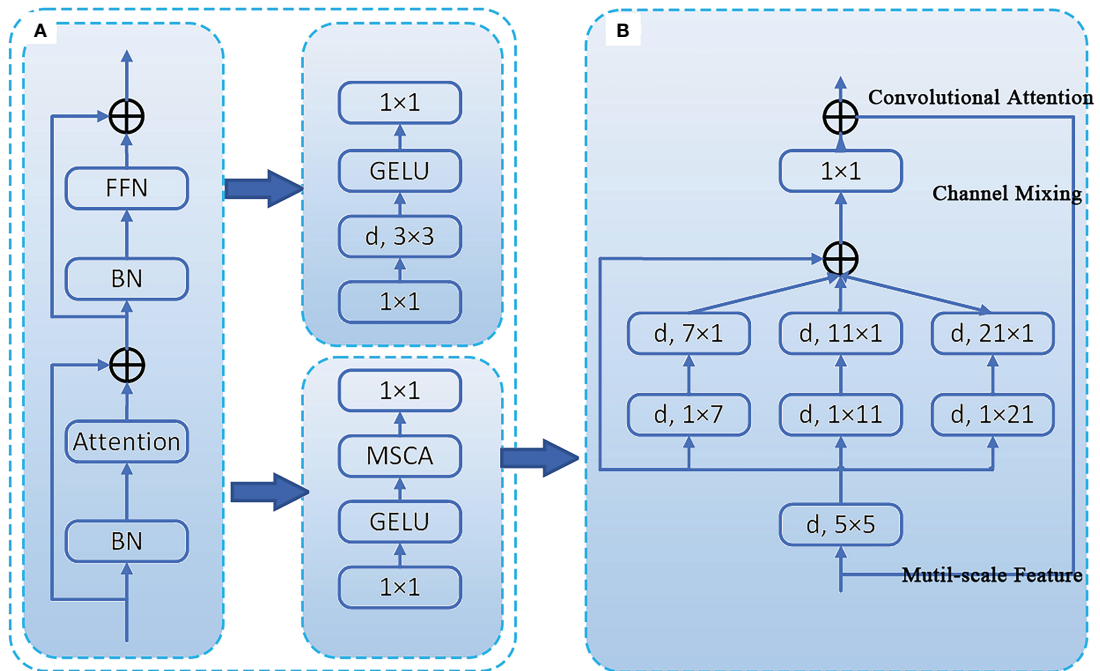 A
FFN
BN
Attention
BN
1×1
GELU
d, 3×3
1×1
1×1
MSCA
GELU
1×1
B
Convolutional Attention
1×1
Channel Mixing
d, 7×1
d, 11×1
d, 21×1
d, 1×7
d, 1×11
d, 1×21
d, 5×5
Mutil-scale Feature